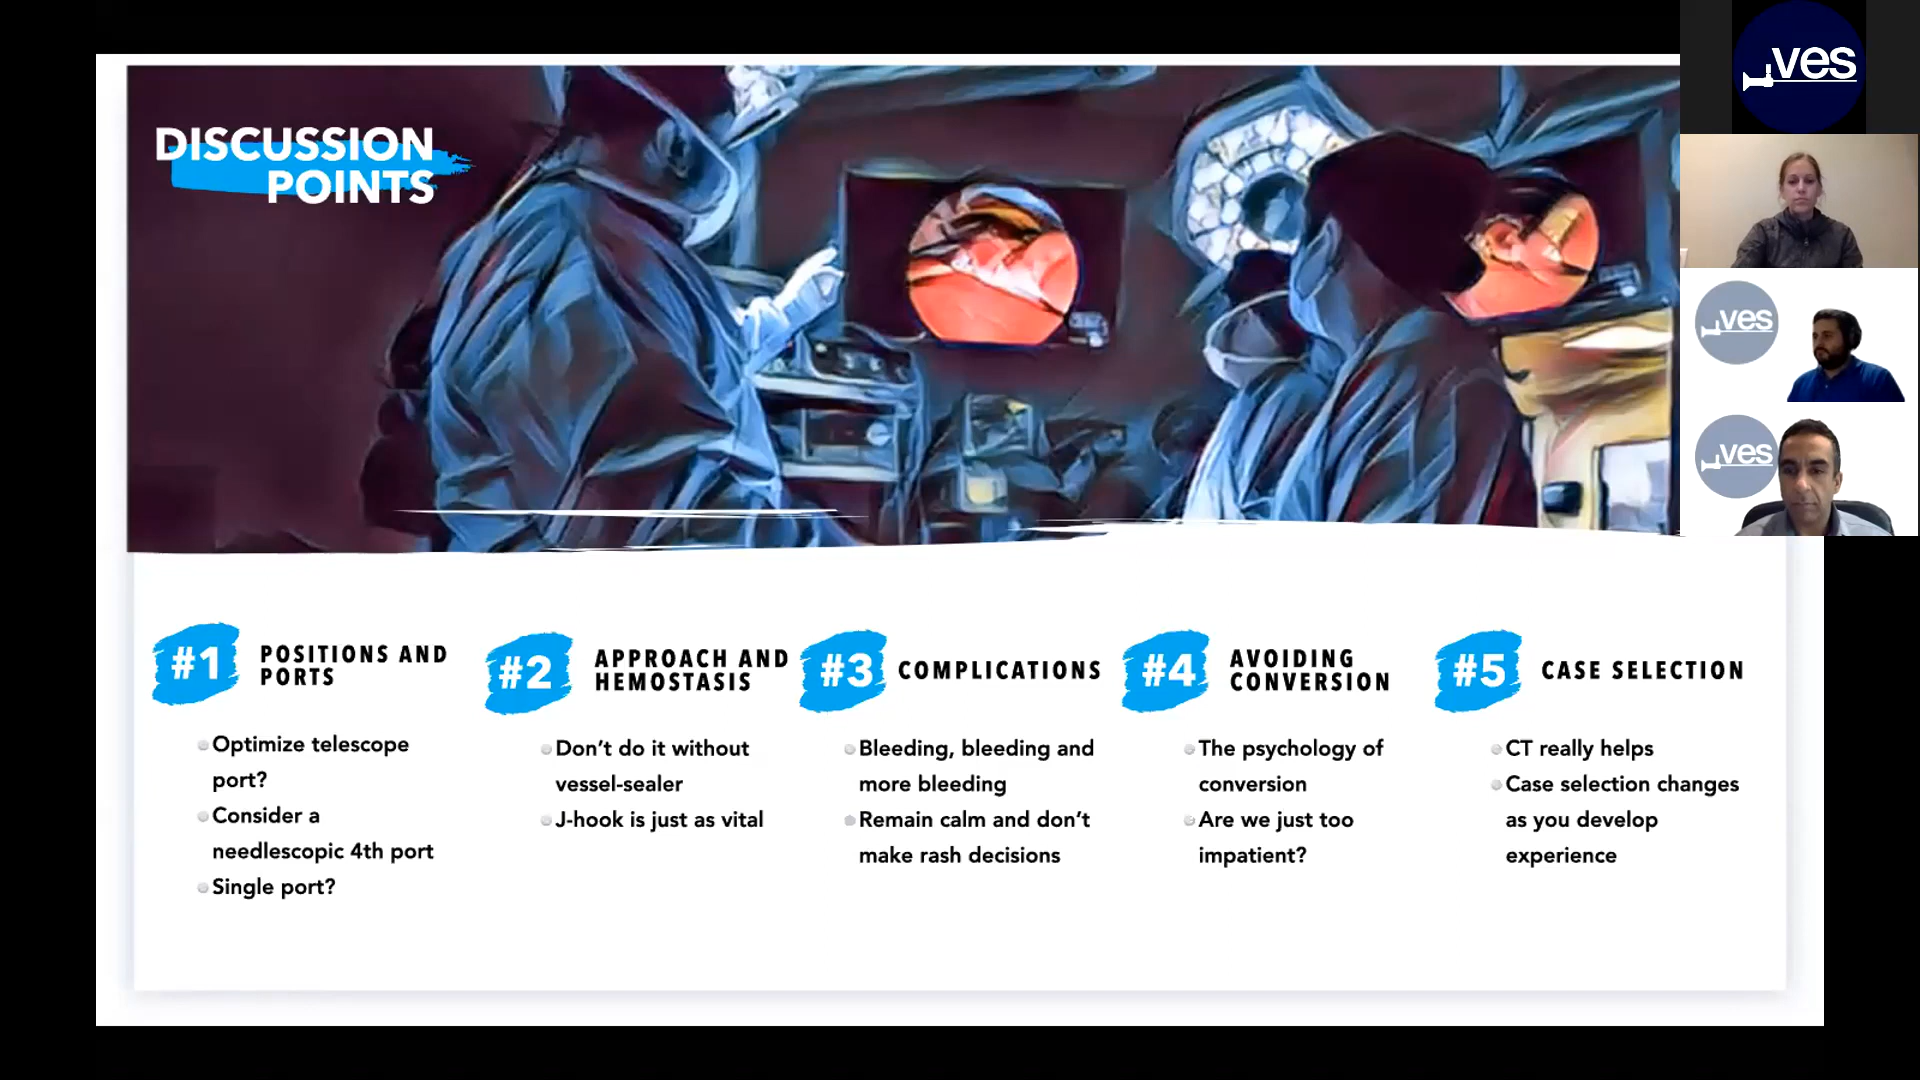 DISCUSSION
POINTS
ves
ves
ves
#1
POSITIONS AND
PORTS
Optimize telescope
port?
Consider a
needlescopic 4th port
Single port?
#2
APPROACH AND
HEMOSTASIS
Don't do it without
vessel-sealer
J-hook is just as vital
#3
COMPLICATIONS
Bleeding, bleeding and
more bleeding
Remain calm and don't
make rash decisions
#4
AVOIDING
CONVERSION
The psychology of
conversion
Are we just too
impatient?
#5
CASE SELECTION
CT really helps
Case selection changes
as you develop
experience